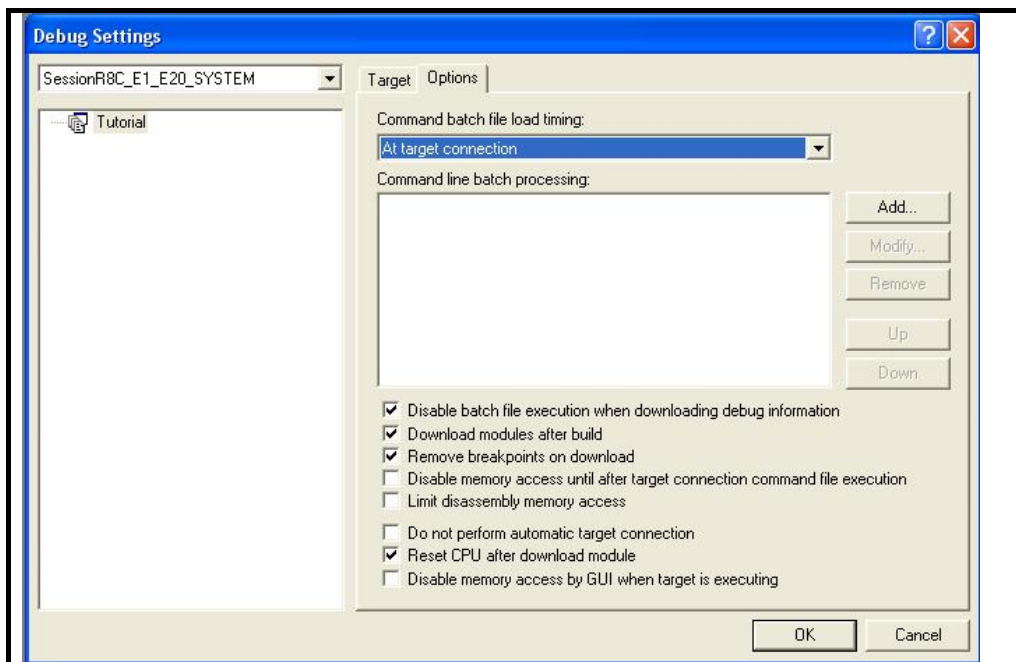 Debug Settings
SessionR8C_E1_E20_SYSTEM
Tutorial
Target
Options
Command batch file load timing:
At target connection
Command line batch processing:
Add...
Modify...
Remove
Up
Down
Disable batch file execution when downloading debug information
Download modules after build
Remove breakpoints on download
Disable memory access until after target connection command file execution
Limit disassembly memory access
Do not perform automatic target connection
Reset CPU after download module
Disable memory access by GUI when target is executing
OK
Cancel